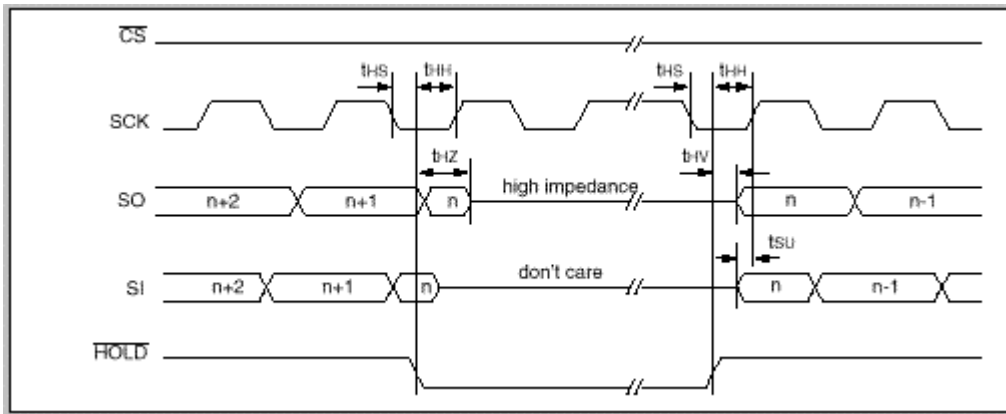 CS
tHS tHH tHS tHH
SCK
tHZ tHV
SO n+2 n+1 n high impedance n n-1
tSU
SI n+2 n+1 n don't care n n-1
HOLD